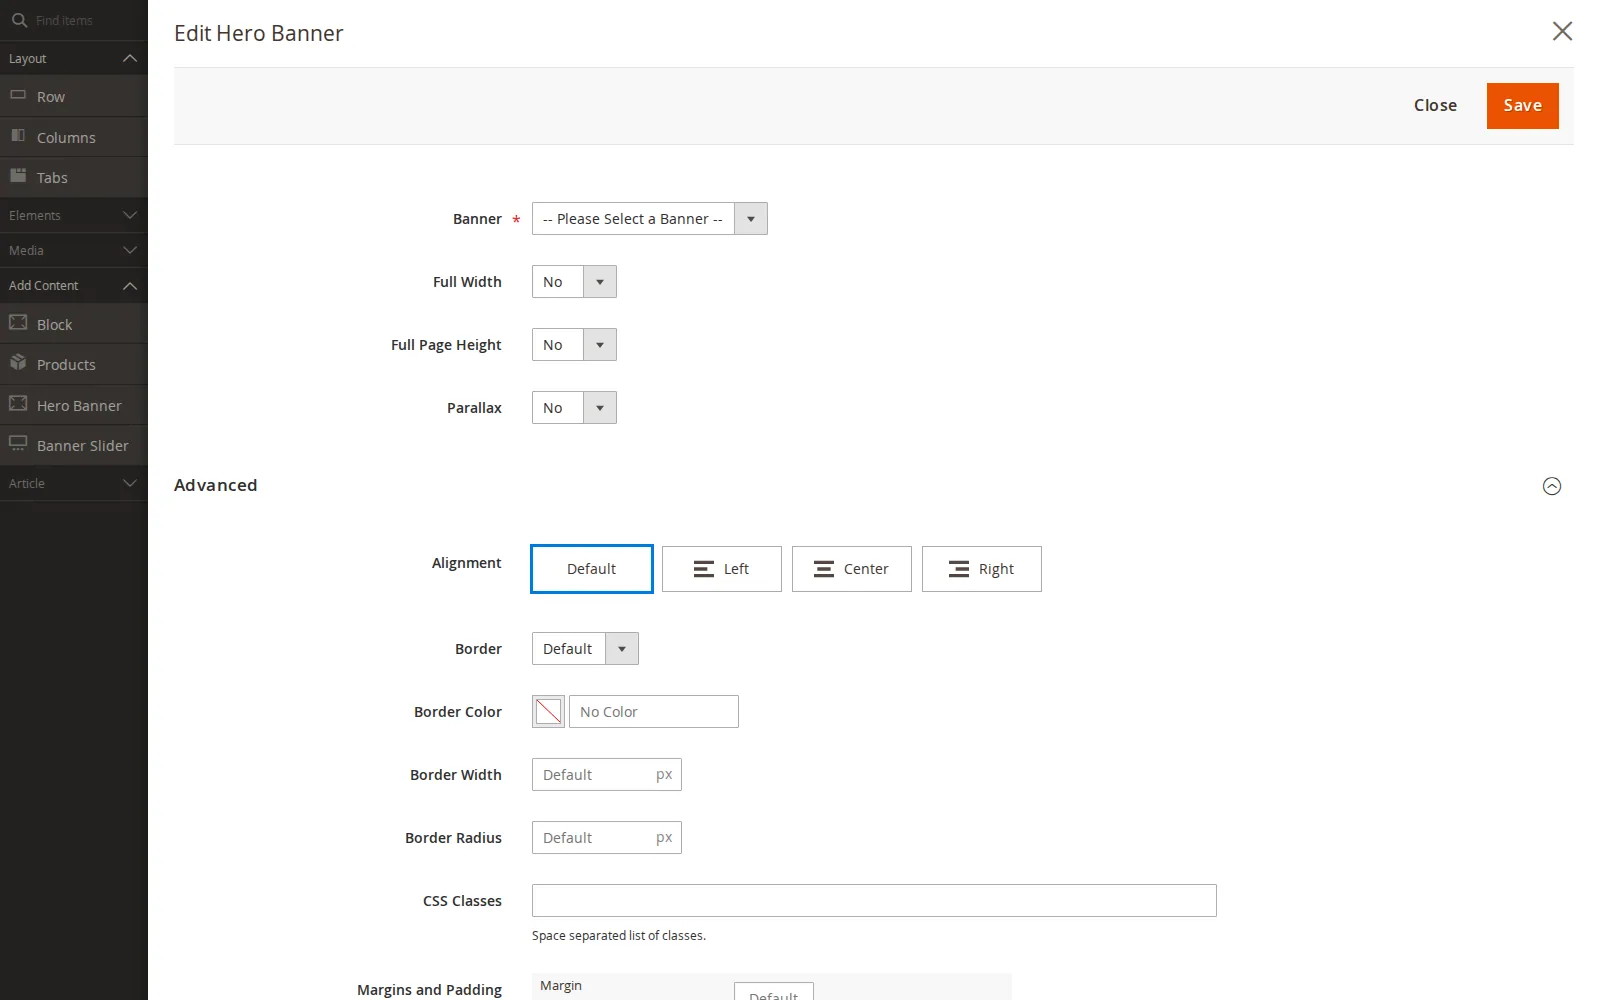 Find items
Layout
Row
Columns
Tabs
Elements
Media
Add Content
Block
Products
Hero Banner
Banner Slider
Article
Edit Hero Banner
Close
Save
Banner *
-- Please Select a Banner --
Full Width
No
Full Page Height
No
Parallax
No
Advanced
Alignment
Default
Left
Center
Right
Border
Default
Border Color
No Color
Border Width
Default px
Border Radius
Default px
CSS Classes
Space separated list of classes.
Margins and Padding
Margin
Default